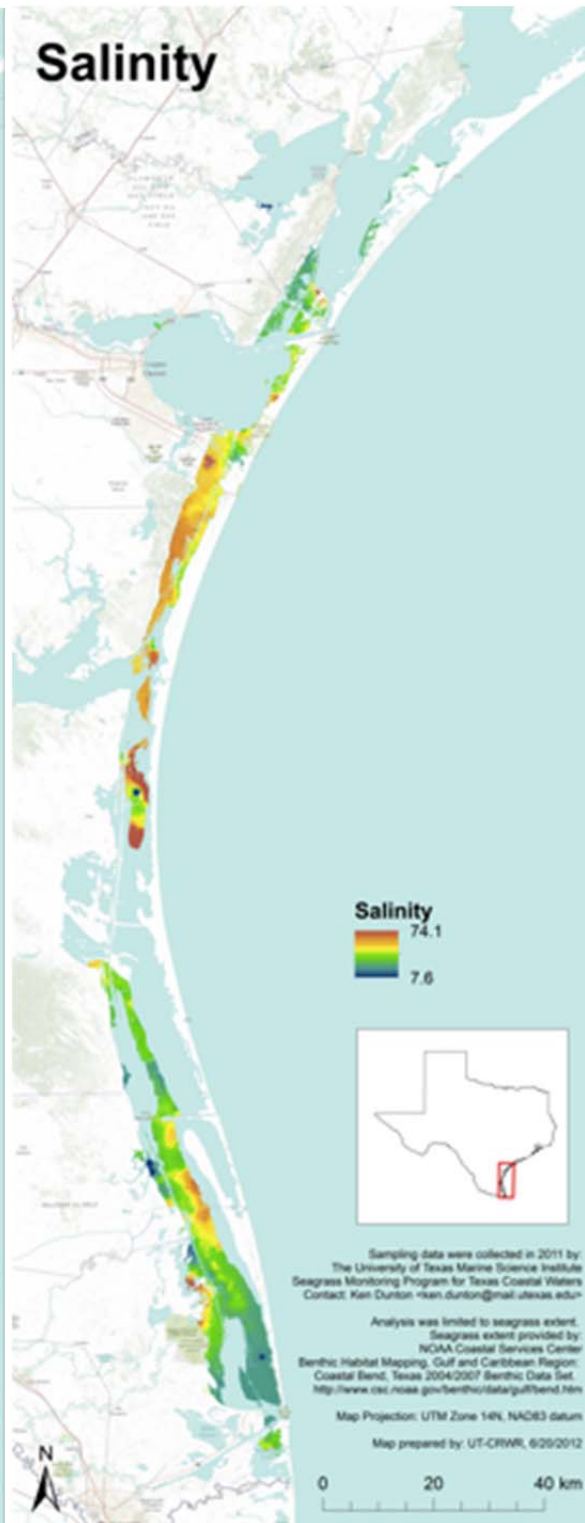 Salinity
Salinity
74.1
7.6
Sampling data were collected in 2011 by:
The University of Texas Marine Science Institute
Seagrass Monitoring Program for Texas Coastal Waters
Contact: Ken Dunton <ken.dunton@mail.utexas.edu>
Analysis was limited to seagrass extent.
Seagrass extent provided by:
NOAA Coastal Services Center
Benthic Habitat Mapping, Gulf and Caribbean Region:
Coastal Bend, Texas 2004/2007 Benthic Data Set.
http://www.csc.noaa.gov/benthic/data/gulf/bend.htm
Map Projection: UTM Zone 14N, NAD83 datum
Map prepared by: UT-CRWR, 6/20/2012
N
0 20 40 km